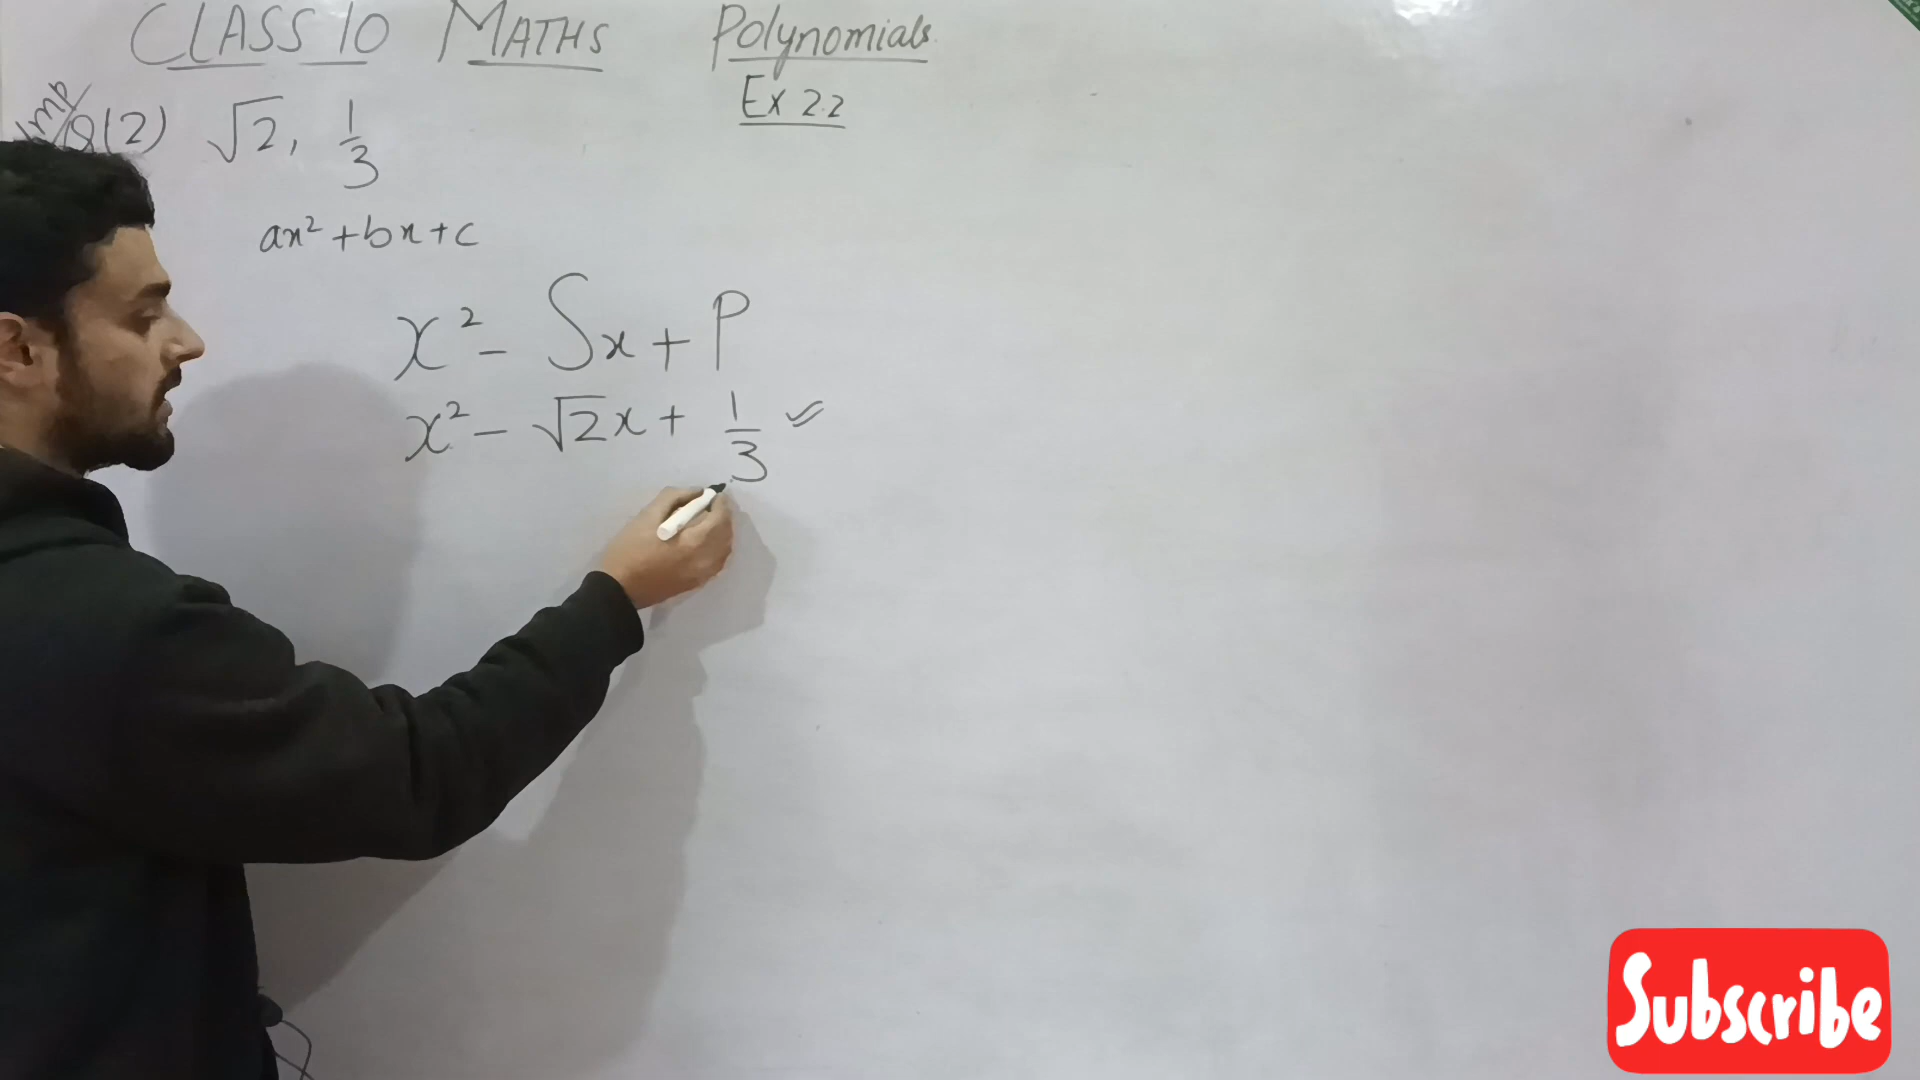 CLASS 10 MATHS Polynomials
Ex 2.2
Imp Q(2) √2, 1/3
ax² + bx + c
x² - Sx + P
x² - √2x + 1/3
Subscribe